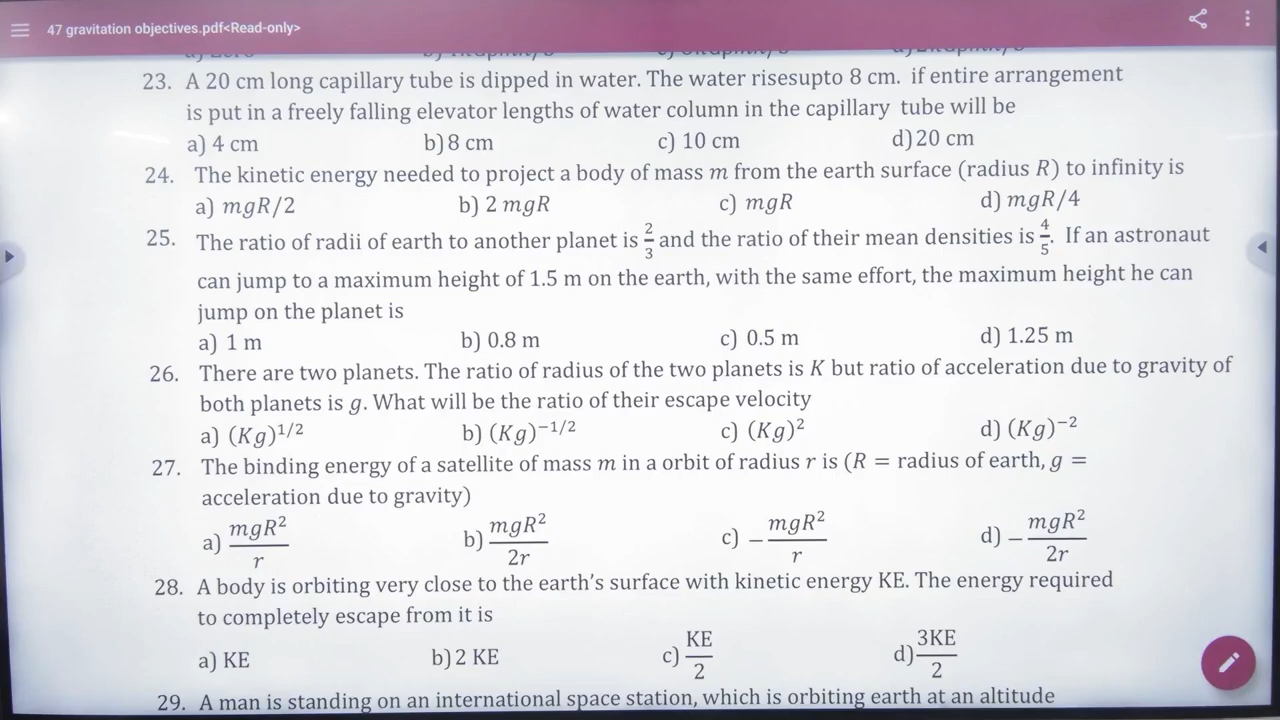 47 gravitation objectives.pdf<Read-only>
23. A 20 cm long capillary tube is dipped in water. The water risesupto 8 cm. if entire arrangement
is put in a freely falling elevator lengths of water column in the capillary tube will be
a) 4 cm b) 8 cm c) 10 cm d) 20 cm
24. The kinetic energy needed to project a body of mass m from the earth surface (radius R) to infinity is
a) mgR/2 b) 2 mgR c) mgR d) mgR/4
25. The ratio of radii of earth to another planet is 2/3 and the ratio of their mean densities is 4/5. If an astronaut
can jump to a maximum height of 1.5 m on the earth, with the same effort, the maximum height he can
jump on the planet is
a) 1 m b) 0.8 m c) 0.5 m d) 1.25 m
26. There are two planets. The ratio of radius of the two planets is K but ratio of acceleration due to gravity of
both planets is g. What will be the ratio of their escape velocity
a) (Kg)^1/2 b) (Kg)^−1/2 c) (Kg)^2 d) (Kg)^−2
27. The binding energy of a satellite of mass m in a orbit of radius r is (R = radius of earth, g =
acceleration due to gravity)
a) mgR²/r b) mgR²/2r c) −mgR²/r d) −mgR²/2r
28. A body is orbiting very close to the earth's surface with kinetic energy KE. The energy required
to completely escape from it is
a) KE b) 2 KE c) KE/2 d) 3KE/2
29. A man is standing on an international space station, which is orbiting earth at an altitude